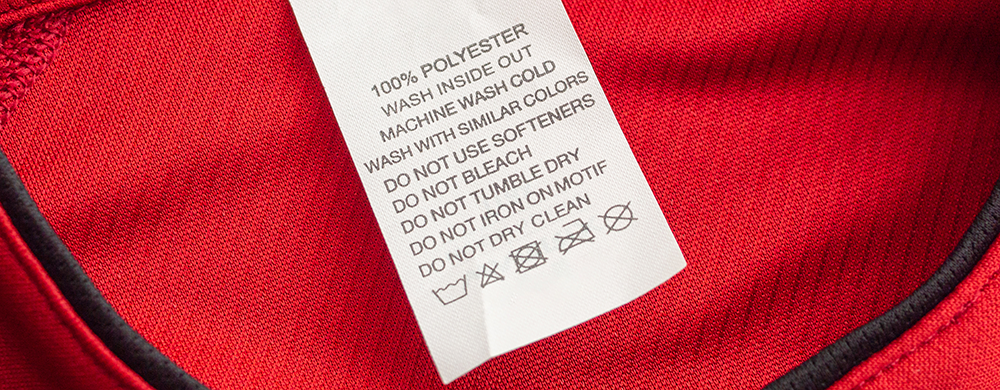 100% POLYESTER
WASH INSIDE OUT
MACHINE WASH COLD
WASH WITH SIMILAR COLORS
DO NOT USE SOFTENERS
DO NOT BLEACH
DO NOT TUMBLE DRY
DO NOT IRON ON MOTIF
DO NOT DRY CLEAN